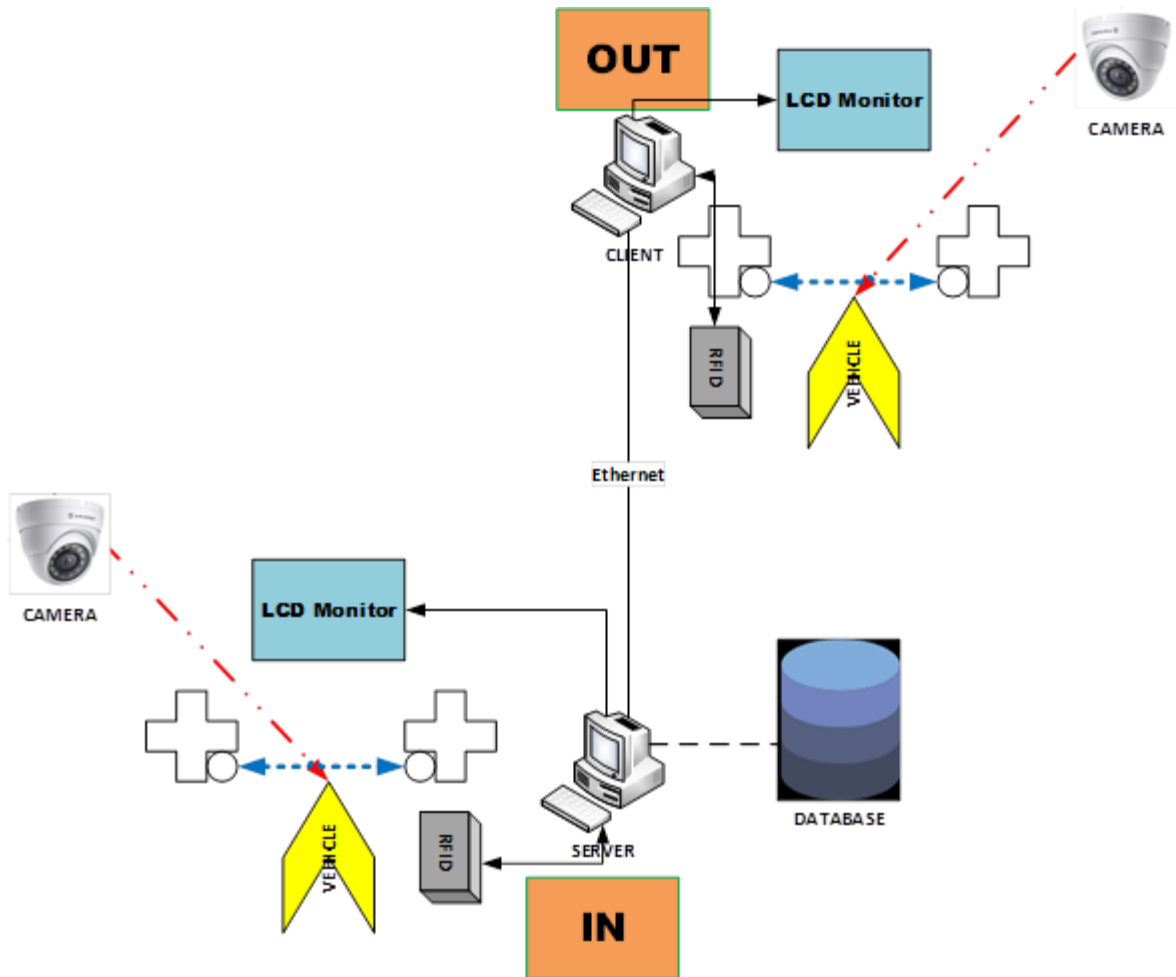 OUT
LCD Monitor
CAMERA
CLIENT
RFID
VEHICLE
Ethernet
CAMERA
LCD Monitor
DATABASE
RFID
VEHICLE
SERVER
IN